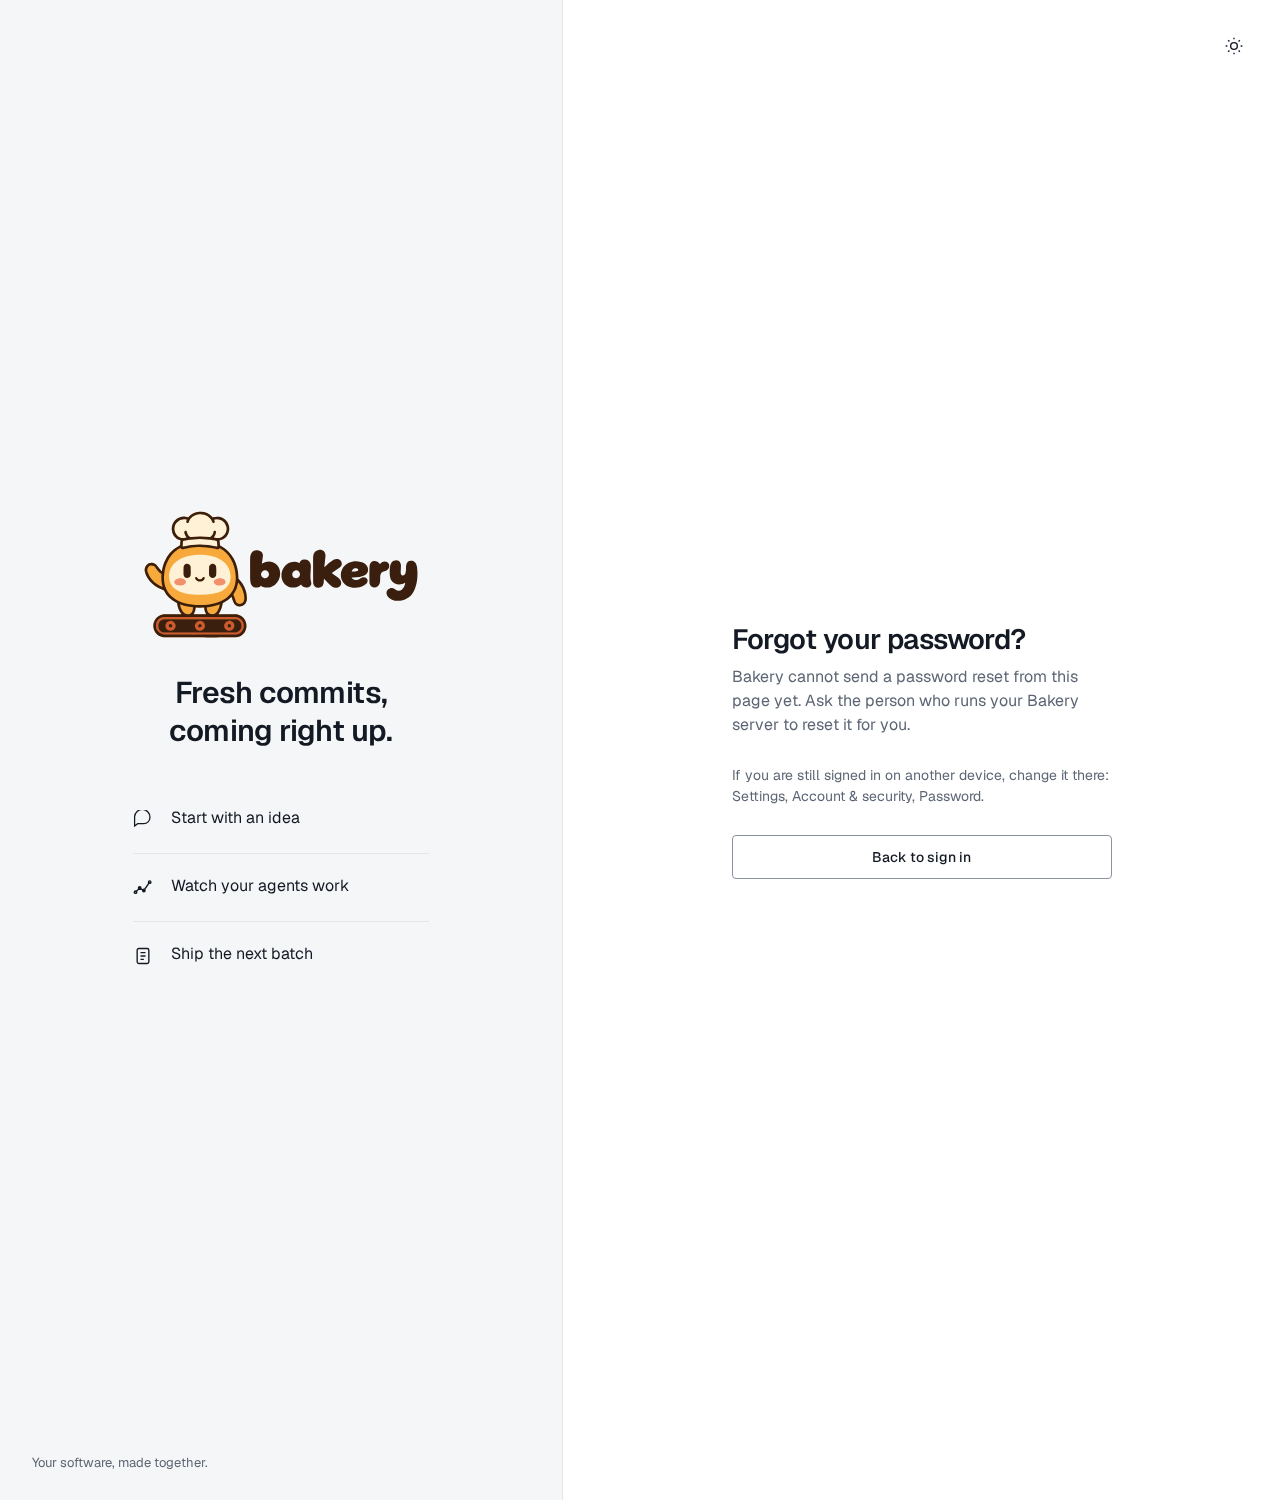 bakery
Fresh commits,
coming right up.
Start with an idea
Watch your agents work
Ship the next batch
Your software, made together.
Forgot your password?
Bakery cannot send a password reset from this
page yet. Ask the person who runs your Bakery
server to reset it for you.
If you are still signed in on another device, change it there:
Settings, Account & security, Password.
Back to sign in